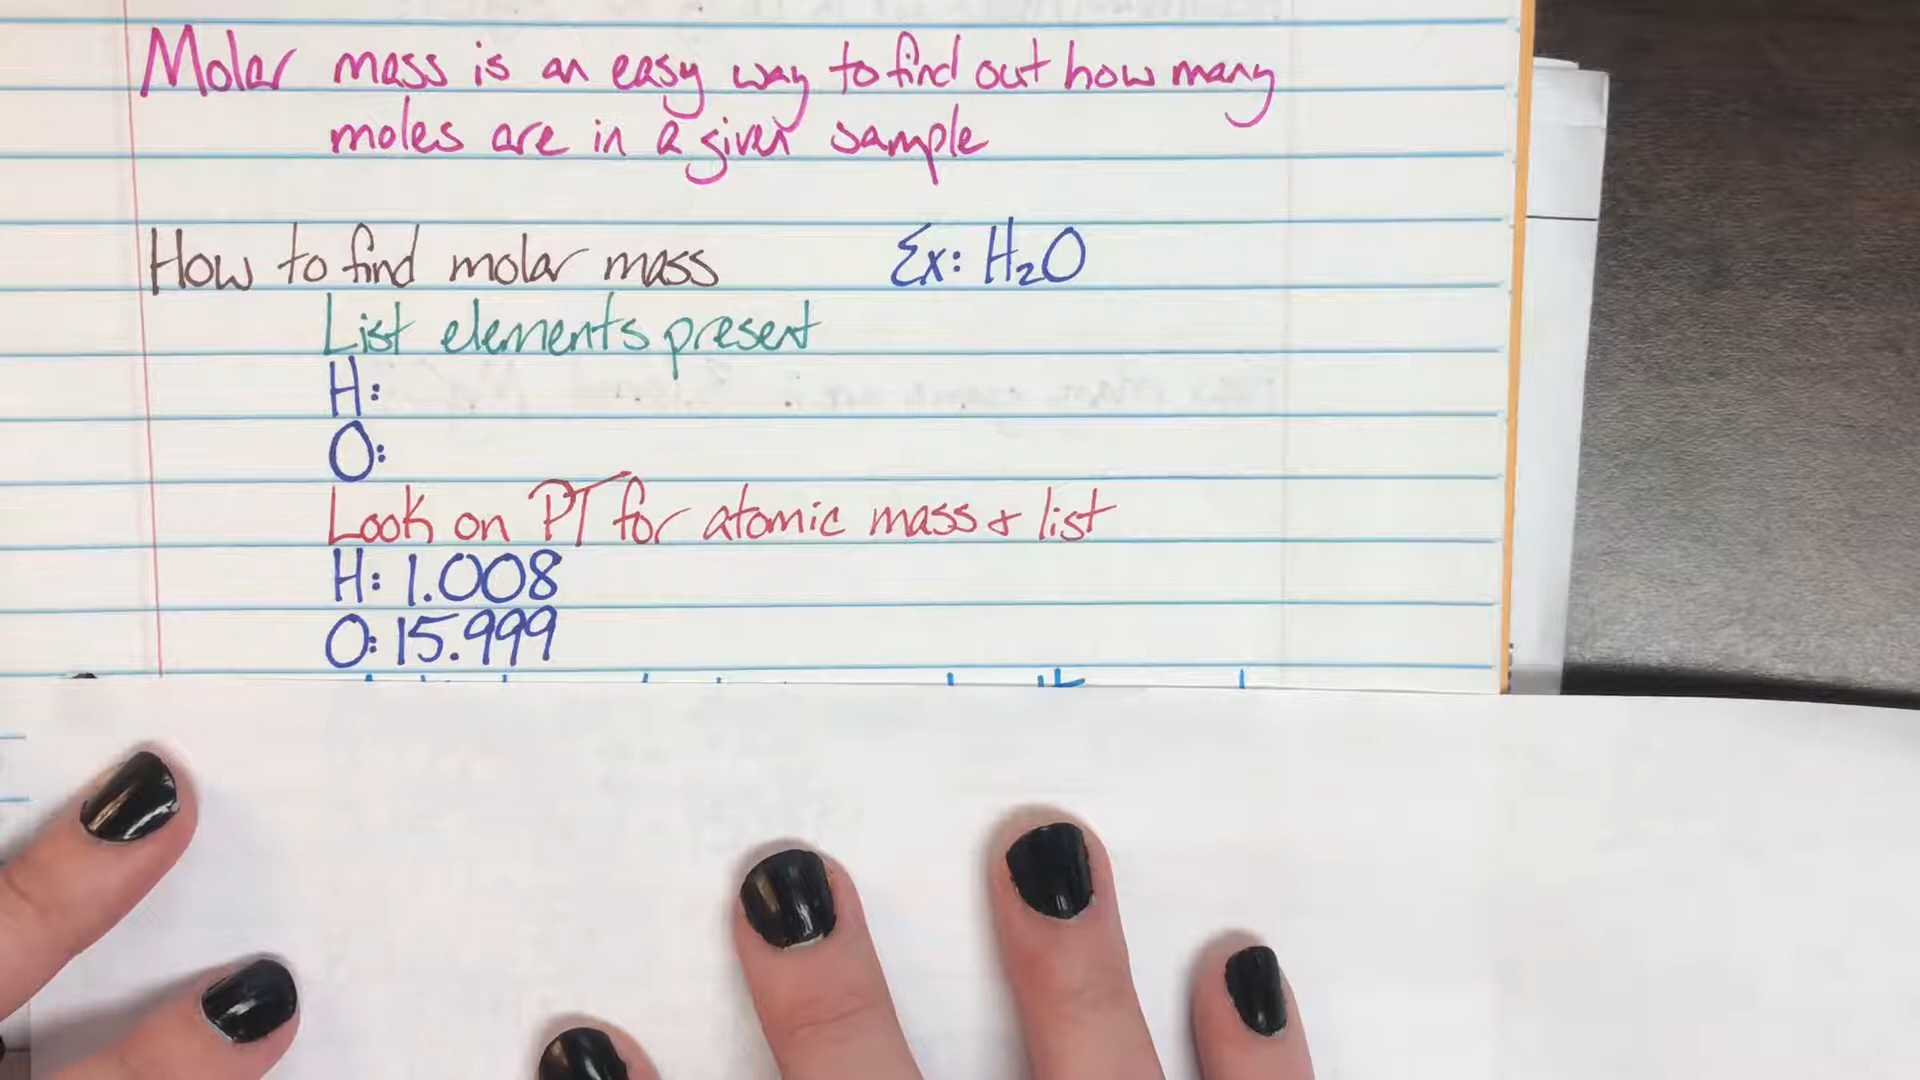 Molar mass is an easy way to find out how many
moles are in a given sample
How to find molar mass Ex: H₂O
List elements present
H:
O:
Look on PT for atomic mass & list
H: 1.008
O: 15.999